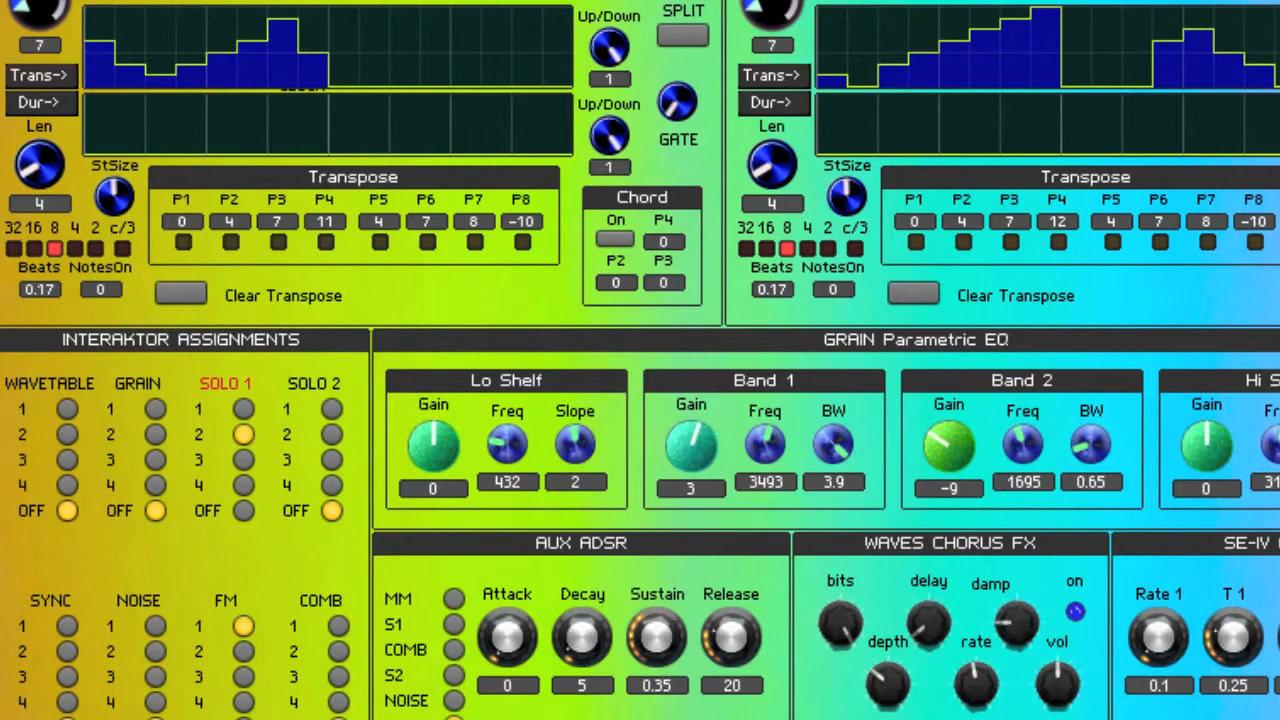 Up/Down
SPLIT
7
7
Trans->
1
Trans->
Dur->
Up/Down
Dur->
Len
GATE
Len
StSize
1
StSize
Transpose
Chord
Transpose
4
P1 P2 P3 P4 P5 P6 P7 P8
On P4
4
P1 P2 P3 P4 P5 P6 P7 P8
0 4 7 11 4 7 8 -10
0
0 4 7 12 4 7 8 -10
32 16 8 4 2 c/3
P2 P3
32 16 8 4 2 c/3
Beats NotesOn
0 0
Beats NotesOn
0.17 0
Clear Transpose
0.17 0
Clear Transpose
INTERAKTOR ASSIGNMENTS
GRAIN Parametric EQ
WAVETABLE GRAIN SOLO 1 SOLO 2
1 1 1 1
2 2 2 2
3 3 3 3
4 4 4 4
OFF OFF OFF OFF
Lo Shelf
Gain Freq Slope
0 432 2
Band 1
Gain Freq BW
3 3493 3.9
Band 2
Gain Freq BW
-9 1695 0.65
Gain
0
SYNC NOISE FM COMB
1 1 1 1
2 2 2 2
3 3 3 3
4 4 4 4
AUX ADSR
MM
S1
COMB
S2
NOISE
Attack Decay Sustain Release
0 5 0.35 20
WAVES CHORUS FX
bits delay damp on
depth rate vol
SE-IV
Rate 1 T 1
0.1 0.25